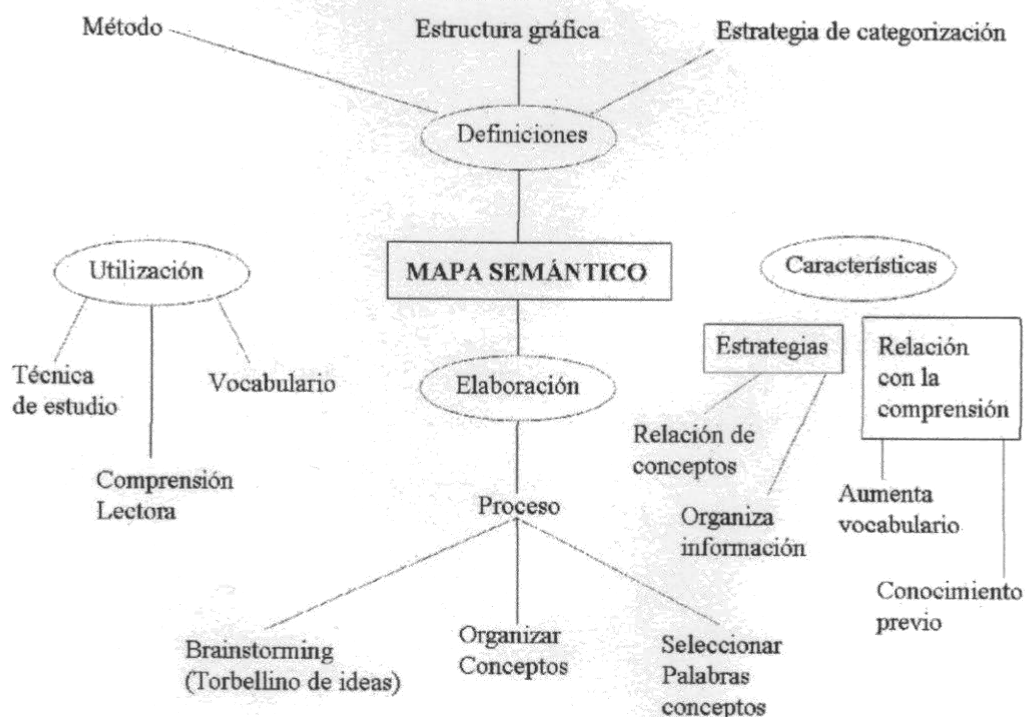 Método
Estructura gráfica
Estrategia de categorización
Definiciones
Utilización
MAPA SEMÁNTICO
Características
Técnica
de estudio
Vocabulario
Comprensión
Lectora
Elaboración
Estrategias
Relación
con la
comprensión
Relación de
conceptos
Organiza
información
Aumenta
vocabulario
Conocimiento
previo
Proceso
Brainstorming
(Torbellino de ideas)
Organizar
Conceptos
Seleccionar
Palabras
conceptos